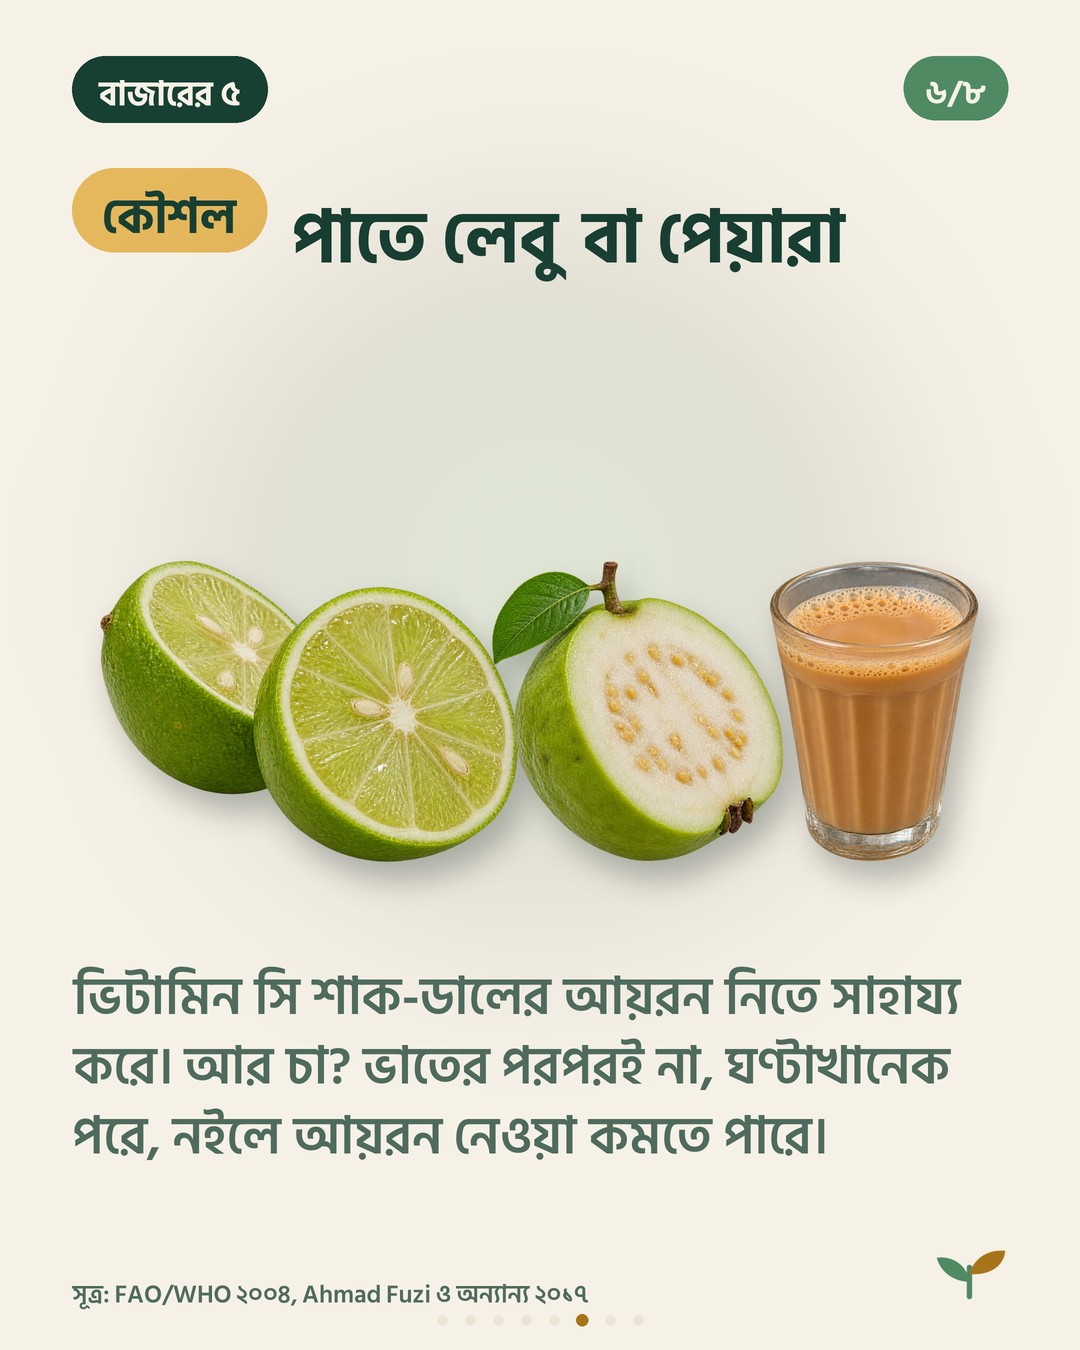 বাজারের ৫
৬/৮
কৌশল
পাতে লেবু বা পেয়ারা
ভিটামিন সি শাক-ডালের আয়রন নিতে সাহায্য
করে। আর চা? ভাতের পরপরই না, ঘণ্টাখানেক
পরে, নইলে আয়রন নেওয়া কমতে পারে।
সূত্র: FAO/WHO ২০০৪, Ahmad Fuzi ও অন্যান্য ২০১৭